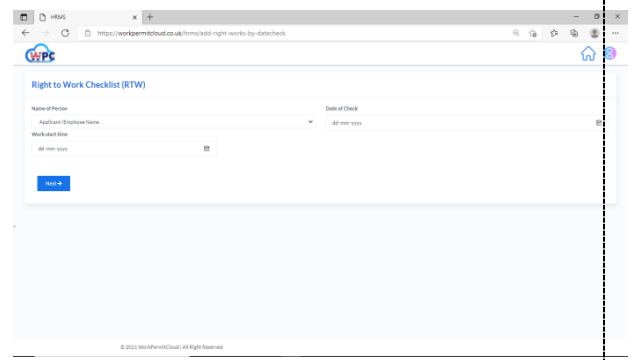 HRMS
https://workpermitcloud.co.uk/hrms/add-right-works-by-datecheck
WPC
Right to Work Checklist (RTW)
Name of Person
Date of Check
Applicant/Employee Name
dd-mm-yyyy
Work start time
dd-mm-yyyy
Next→
© 2021 WorkPermitCloud | All Right Reserved